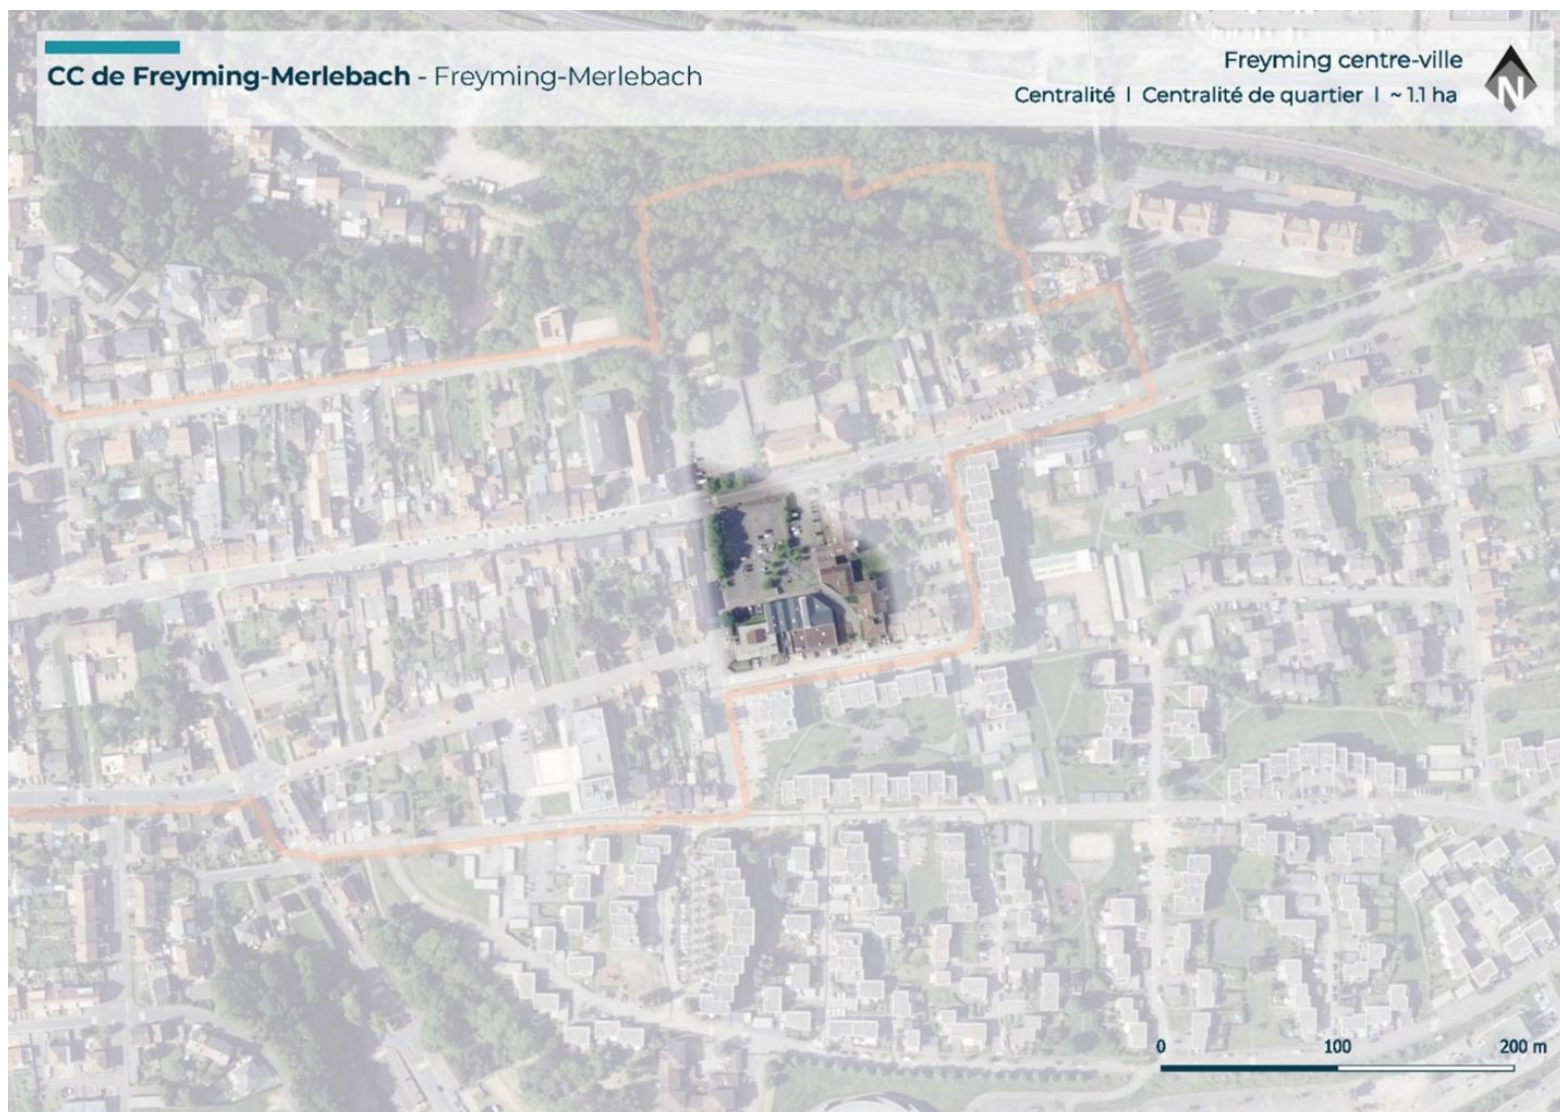 CC de Freyming-Merlebach - Freyming-Merlebach
Freyming centre-ville
Centralité | Centralité de quartier | ~ 1.1 ha
N
0 100 200 m